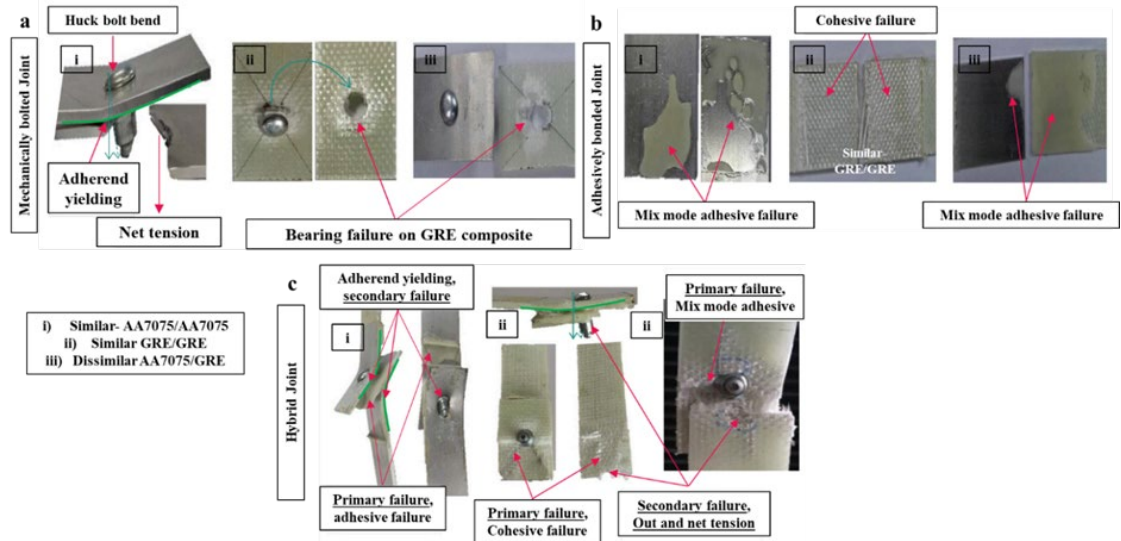 a
Mechanically bolted Joint
Huck bolt bend
i
ii
iii
Adherend
yielding
Net tension
Bearing failure on GRE composite
b
Adhesively bonded Joint
Cohesive failure
i
ii
iii
Similar-
GRE/GRE
Mix mode adhesive failure
Mix mode adhesive failure
i) Similar- AA7075/AA7075
ii) Similar GRE/GRE
iii) Dissimilar AA7075/GRE
c
Hybrid Joint
Adherend yielding,
secondary failure
i
ii
ii
Primary failure,
Mix mode adhesive
Primary failure,
adhesive failure
Primary failure,
Cohesive failure
Secondary failure,
Out and net tension